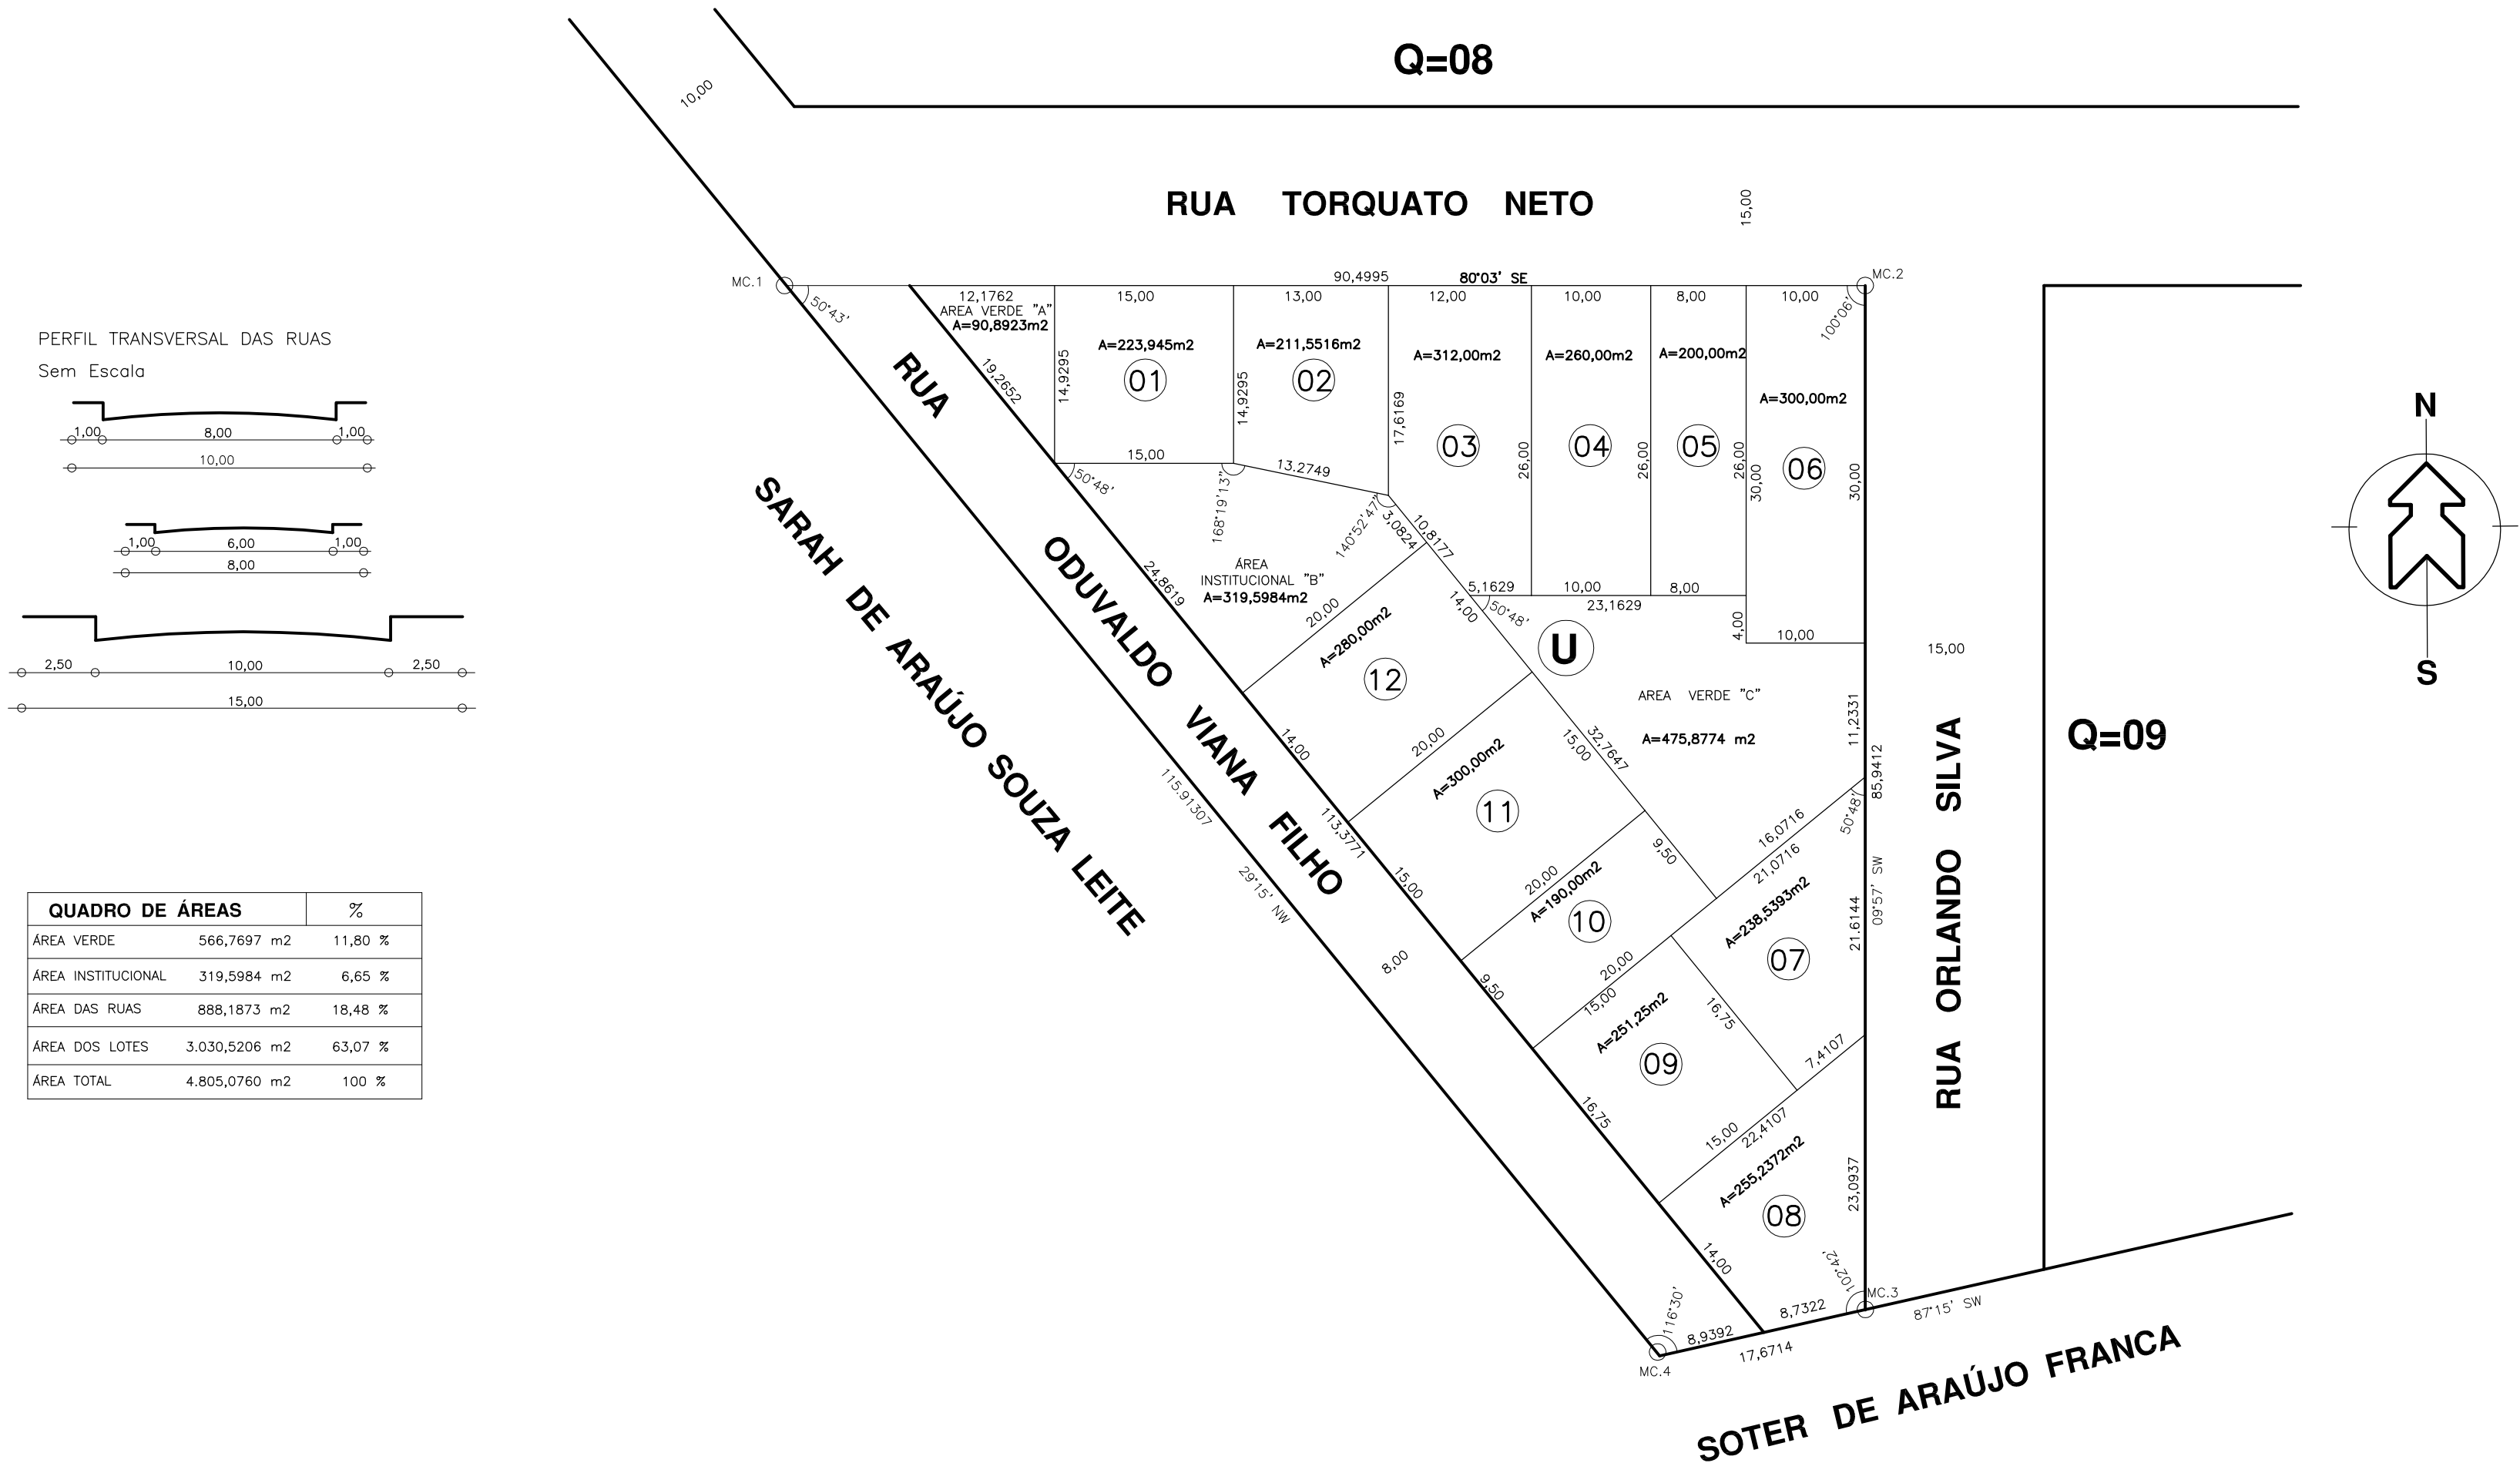 Q=08
10,00
RUA TORQUATO NETO
15,00
MC.1
90,4995
80°03' SE
MC.2
50°43'
12,1762
15,00
13,00
12,00
10,00
8,00
10,00
100°06'
AREA VERDE "A"
A=90,8923m2
19,2652
14,9295
A=223,945m2
01
15,00
14,9295
A=211,5516m2
02
13.2749
17,6169
A=312,00m2
03
26,00
A=260,00m2
04
26,00
A=200,00m2
05
26,00
30,00
A=300,00m2
06
30,00
50°48'
168°19'13"
140°52'47"
3,0824
10,8177
5,1629
10,00
8,00
23,1629
50°48'
4,00
10,00
15,00
ÁREA
INSTITUCIONAL "B"
A=319,5984m2
24,8619
20,00
14,00
A=280,00m2
12
U
AREA VERDE "C"
A=475,8774 m2
11,2331
85,9412
14,00
20,00
15,00
32,7647
A=300,00m2
11
113,3771
15,00
20,00
9,50
A=190,00m2
10
9,50
20,00
15,00
16,0716
21,0716
50°48'
A=238,5393m2
07
21.6144
09°57' SW
16,75
A=251,25m2
09
16,75
7,4107
15,00
22,4107
A=255,2372m2
08
23,0937
14,00
102°42'
MC.3
8,7322
87°15' SW
116°30'
8,9392
17,6714
MC.4
RUA ODUVALDO VIANA FILHO
8,00
115.91307
29°15' NW
SARAH DE ARAÚJO SOUZA LEITE
RUA ORLANDO SILVA
Q=09
SOTER DE ARAÚJO FRANCA
N
S
PERFIL TRANSVERSAL DAS RUAS
Sem Escala
1,00 8,00 1,00
10,00
1,00 6,00 1,00
8,00
2,50 10,00 2,50
15,00
QUADRO DE ÁREAS %
ÁREA VERDE 566,7697 m2 11,80 %
ÁREA INSTITUCIONAL 319,5984 m2 6,65 %
ÁREA DAS RUAS 888,1873 m2 18,48 %
ÁREA DOS LOTES 3.030,5206 m2 63,07 %
ÁREA TOTAL 4.805,0760 m2 100 %